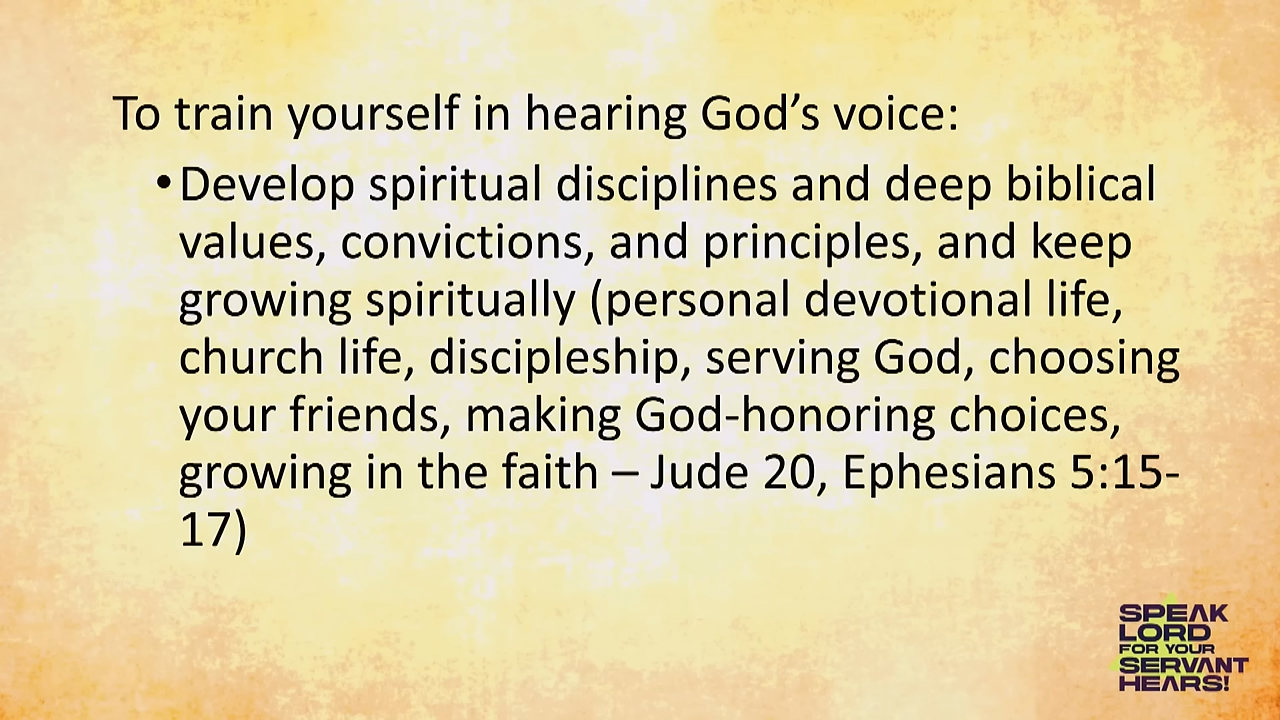 To train yourself in hearing God’s voice:
•Develop spiritual disciplines and deep biblical
values, convictions, and principles, and keep
growing spiritually (personal devotional life,
church life, discipleship, serving God, choosing
your friends, making God-honoring choices,
growing in the faith – Jude 20, Ephesians 5:15-
17)
SPEAK
LORD
FOR YOUR
SERVANT
HEARS!